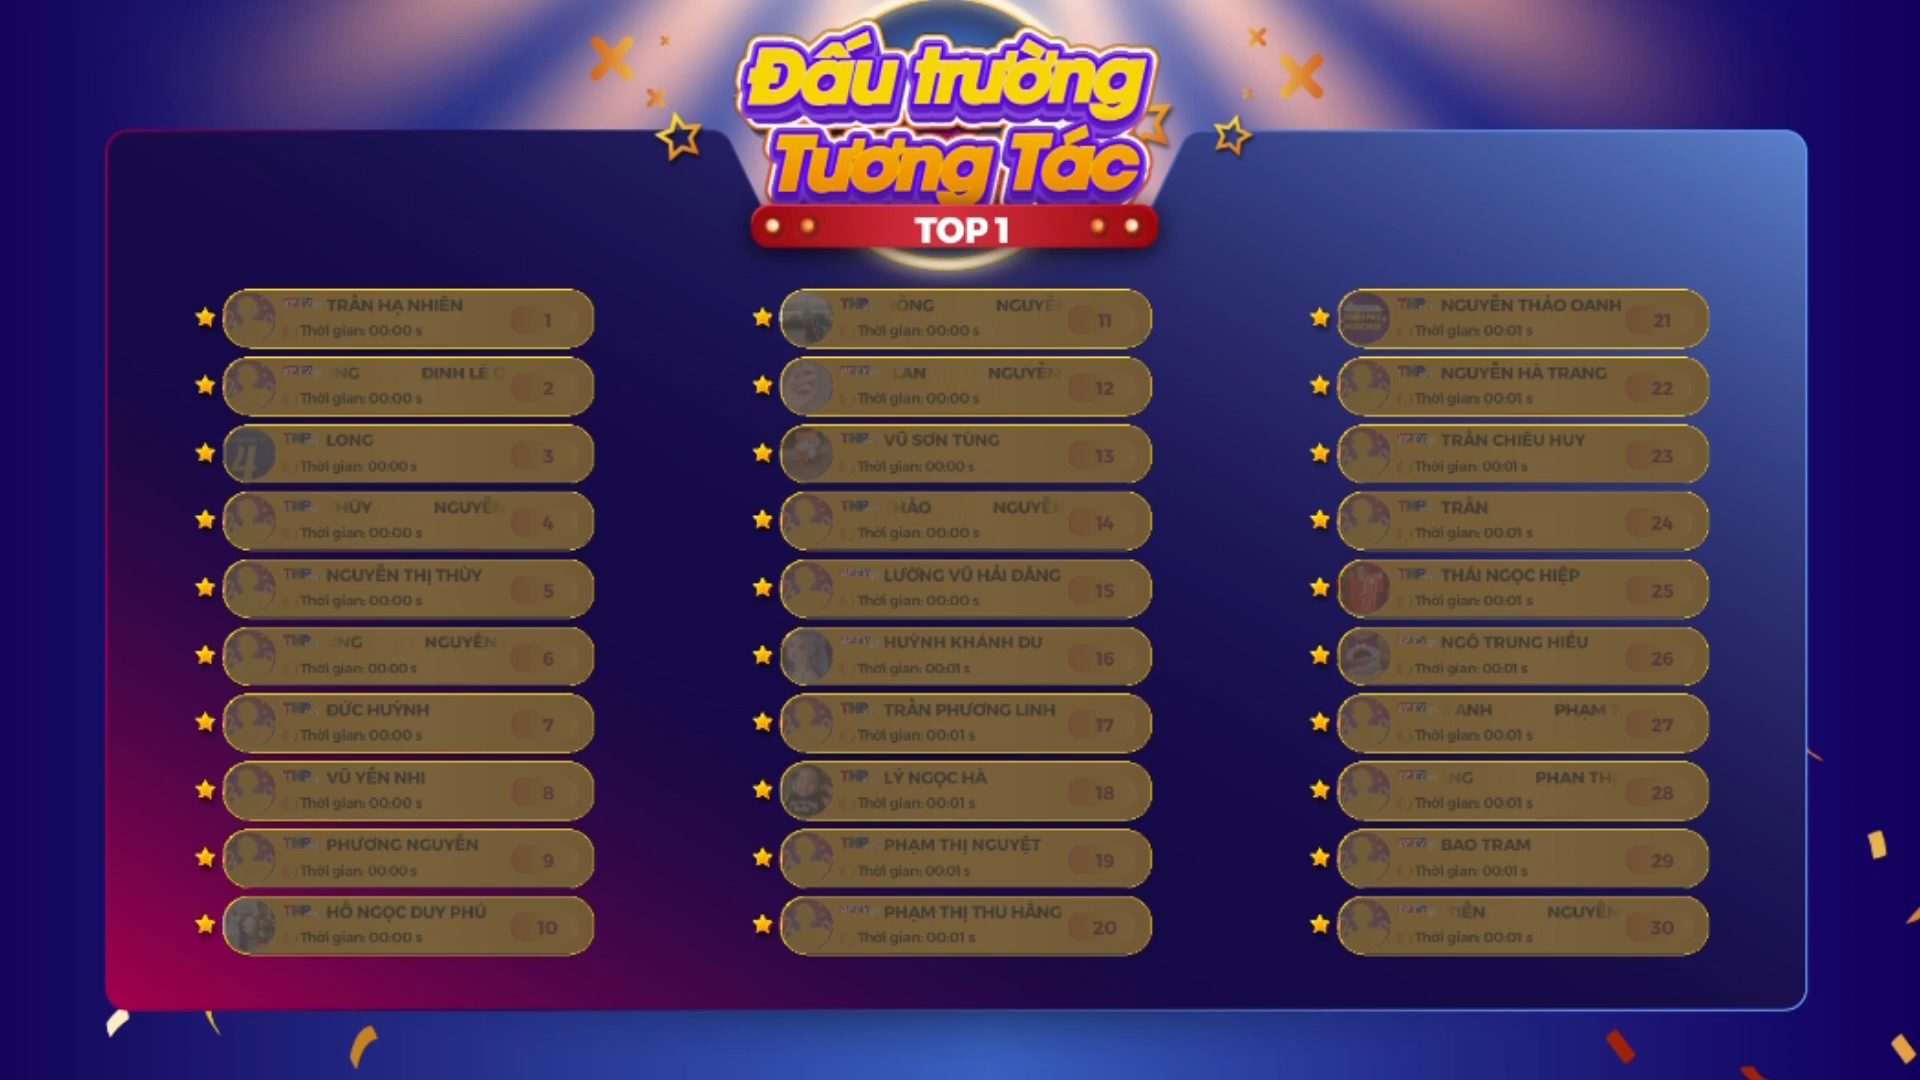 Đấu trường
Tương Tác
TOP 1
TRẦN HẠ NHIÊN
Thời gian: 00:00 s
1
ĐINH LÊ
Thời gian: 00:00 s
2
LONG
Thời gian: 00:00 s
3
NGUYỄN
Thời gian: 00:00 s
4
NGUYỄN THỊ THÙY
Thời gian: 00:00 s
5
NGUYỄN
Thời gian: 00:00 s
6
ĐỨC HUỲNH
Thời gian: 00:00 s
7
VŨ YẾN NHI
Thời gian: 00:00 s
8
PHƯƠNG NGUYỄN
Thời gian: 00:00 s
9
HỒ NGỌC DUY PHÚ
Thời gian: 00:00 s
10
NGUYỄ
Thời gian: 00:00 s
11
LAN NGUYỄN
Thời gian: 00:00 s
12
VŨ SƠN TÙNG
Thời gian: 00:00 s
13
NGUYỄN
Thời gian: 00:00 s
14
LƯỜNG VŨ HẢI ĐĂNG
Thời gian: 00:00 s
15
HUỲNH KHÁNH DU
Thời gian: 00:01 s
16
TRẦN PHƯƠNG LINH
Thời gian: 00:01 s
17
LÝ NGỌC HÀ
Thời gian: 00:01 s
18
PHẠM THỊ NGUYỆT
Thời gian: 00:01 s
19
PHẠM THỊ THU HẰNG
Thời gian: 00:01 s
20
NGUYỄN THẢO OANH
Thời gian: 00:01 s
21
NGUYỄN HÀ TRANG
Thời gian: 00:01 s
22
TRẦN CHIÊU HUY
Thời gian: 00:01 s
23
TRẦN
Thời gian: 00:01 s
24
THÁI NGỌC HIỆP
Thời gian: 00:01 s
25
NGÔ TRUNG HIẾU
Thời gian: 00:01 s
26
ANH PHẠM
Thời gian: 00:01 s
27
PHAN
Thời gian: 00:01 s
28
BAO TRAM
Thời gian: 00:01 s
29
TIÊN NGUYỄN
Thời gian: 00:01 s
30